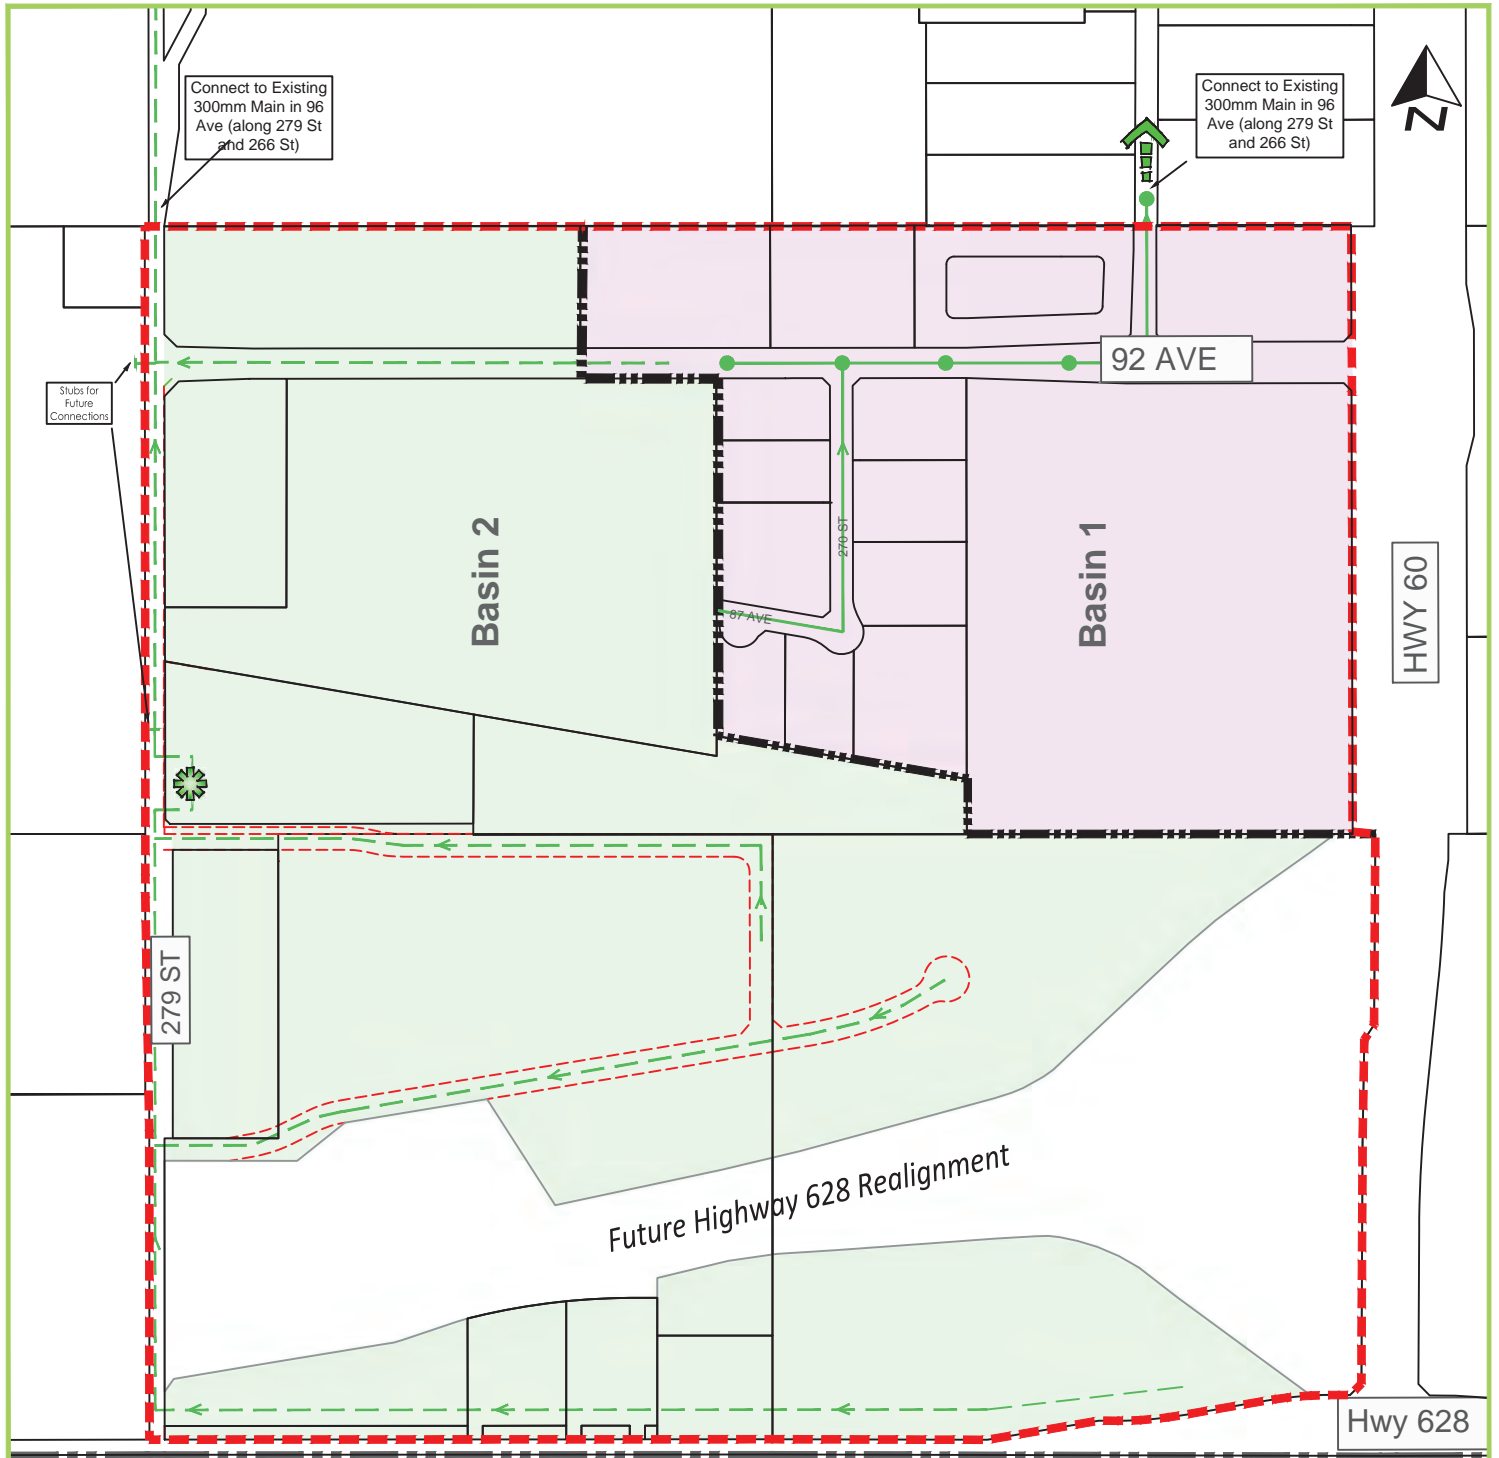 Connect to Existing
300mm Main in 96
Ave (along 279 St
and 266 St)
Connect to Existing
300mm Main in 96
Ave (along 279 St
and 266 St)
N
92 AVE
Stubs for
Future
Connections
Basin 2
270 ST
Basin 1
HWY 60
87 AVE
279 ST
Future Highway 628 Realignment
Hwy 628